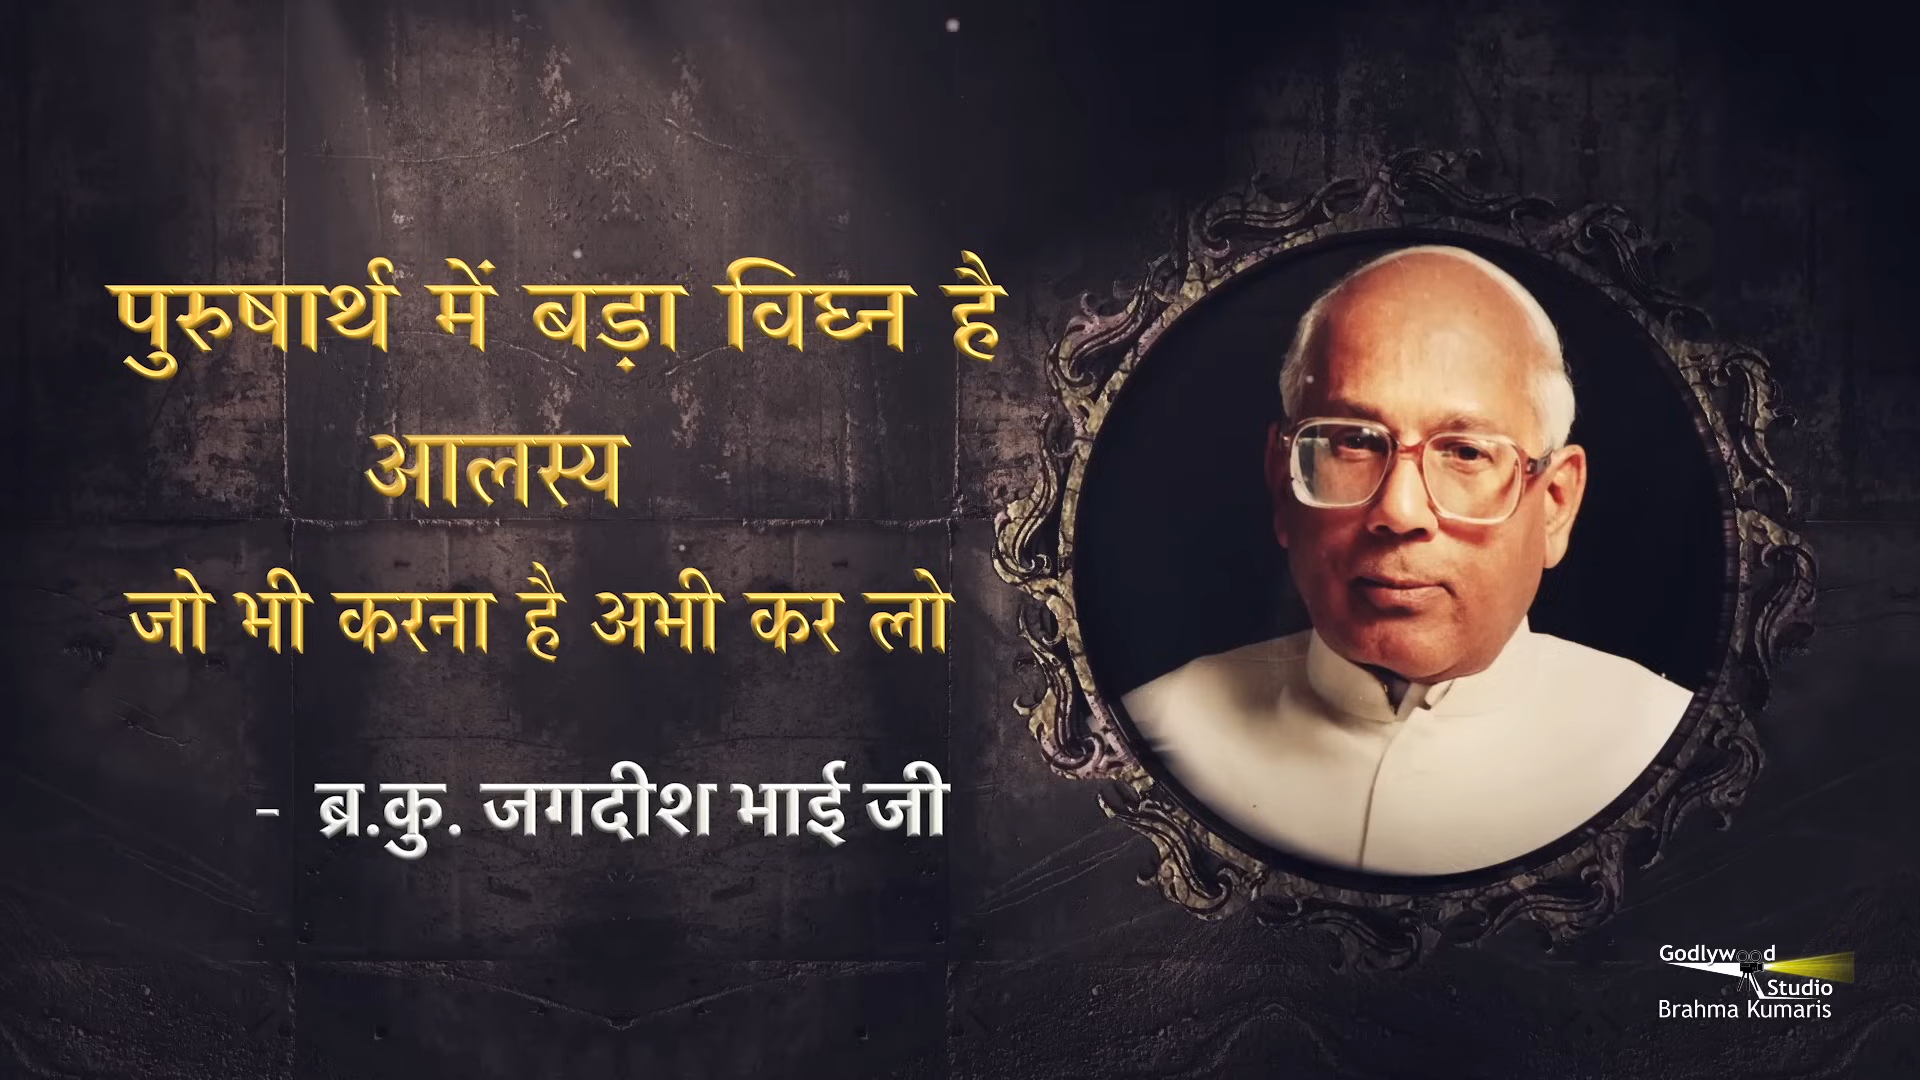 पुरुषार्थ में बड़ा विघ्न है
आलस्य
जो भी करना है अभी कर लो
- ब्र.कु. जगदीश भाई जी
Godlywood
Studio
Brahma Kumaris